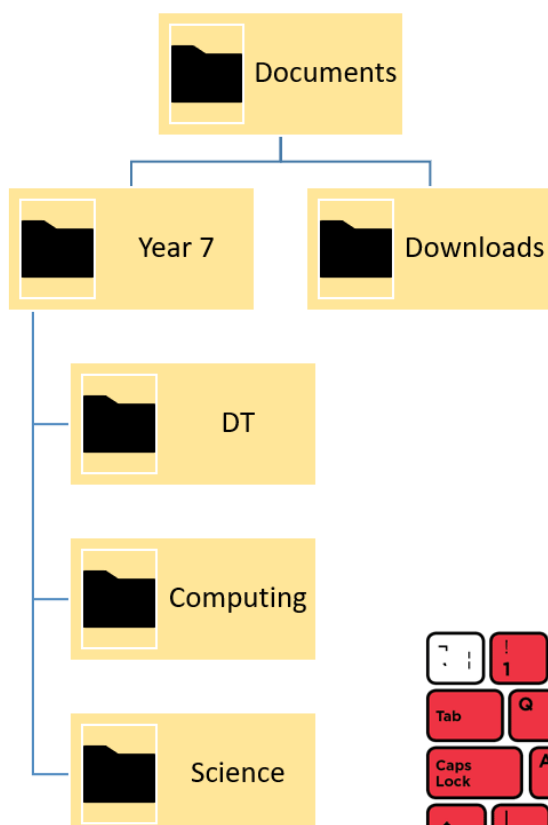 Documents
Year 7
Downloads
DT
Computing
Science
!
1
Tab
Q
Caps
Lock
A